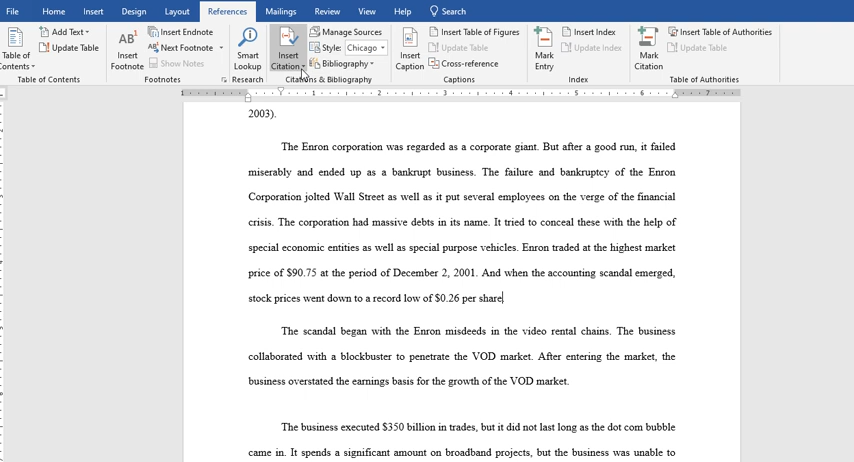 File Home Insert Design Layout References Mailings Review View Help Search
Table of Contents Add Text Update Table
Table of Contents
Insert Footnote AB¹ Insert Endnote Next Footnote Show Notes
Footnotes
Smart Lookup
Research
Insert Citation Manage Sources Style: Chicago Bibliography
Citations & Bibliography
Insert Caption Insert Table of Figures Update Table Cross-reference
Captions
Mark Entry Insert Index Update Index
Index
Mark Citation Insert Table of Authorities Update Table
Table of Authorities
1 1 2 3 4 5 6 7
2003).
The Enron corporation was regarded as a corporate giant. But after a good run, it failed
miserably and ended up as a bankrupt business. The failure and bankruptcy of the Enron
Corporation jolted Wall Street as well as it put several employees on the verge of the financial
crisis. The corporation had massive debts in its name. It tried to conceal these with the help of
special economic entities as well as special purpose vehicles. Enron traded at the highest market
price of $90.75 at the period of December 2, 2001. And when the accounting scandal emerged,
stock prices went down to a record low of $0.26 per share
The scandal began with the Enron misdeeds in the video rental chains. The business
collaborated with a blockbuster to penetrate the VOD market. After entering the market, the
business overstated the earnings basis for the growth of the VOD market.
The business executed $350 billion in trades, but it did not last long as the dot com bubble
came in. It spends a significant amount on broadband projects, but the business was unable to